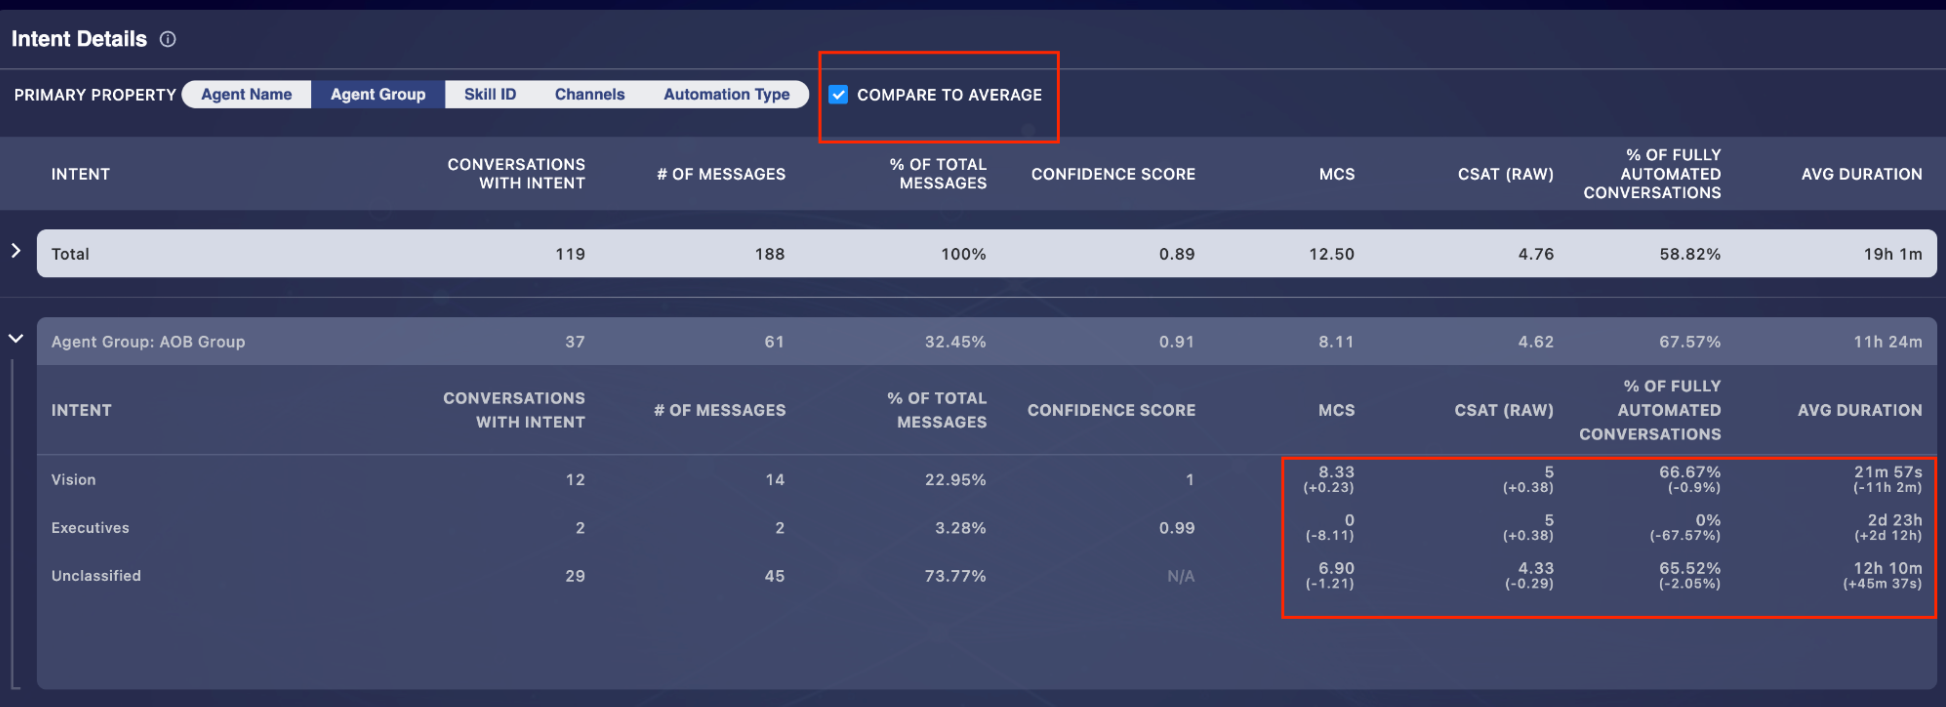 Intent Details
PRIMARY PROPERTY Agent Name Agent Group Skill ID Channels Automation Type COMPARE TO AVERAGE
INTENT CONVERSATIONS WITH INTENT # OF MESSAGES % OF TOTAL MESSAGES CONFIDENCE SCORE MCS CSAT (RAW) % OF FULLY AUTOMATED CONVERSATIONS AVG DURATION
Total 119 188 100% 0.89 12.50 4.76 58.82% 19h 1m
Agent Group: AOB Group 37 61 32.45% 0.91 8.11 4.62 67.57% 11h 24m
INTENT CONVERSATIONS WITH INTENT # OF MESSAGES % OF TOTAL MESSAGES CONFIDENCE SCORE MCS CSAT (RAW) % OF FULLY AUTOMATED CONVERSATIONS AVG DURATION
Vision 12 14 22.95% 1 8.33 5 66.67% 21m 57s
(+0.23) (+0.38) (-0.9%) (-11h 2m)
Executives 2 2 3.28% 0.99 0 5 0% 2d 23h
(-8.11) (+0.38) (-67.57%) (+2d 12h)
Unclassified 29 45 73.77% N/A 6.90 4.33 65.52% 12h 10m
(-1.21) (-0.29) (-2.05%) (+45m 37s)